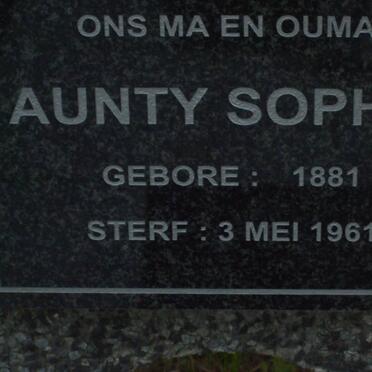 ONS MA EN OUMA
AUNTY SOPH
GEBORE : 1881
STERF : 3 MEI 1961